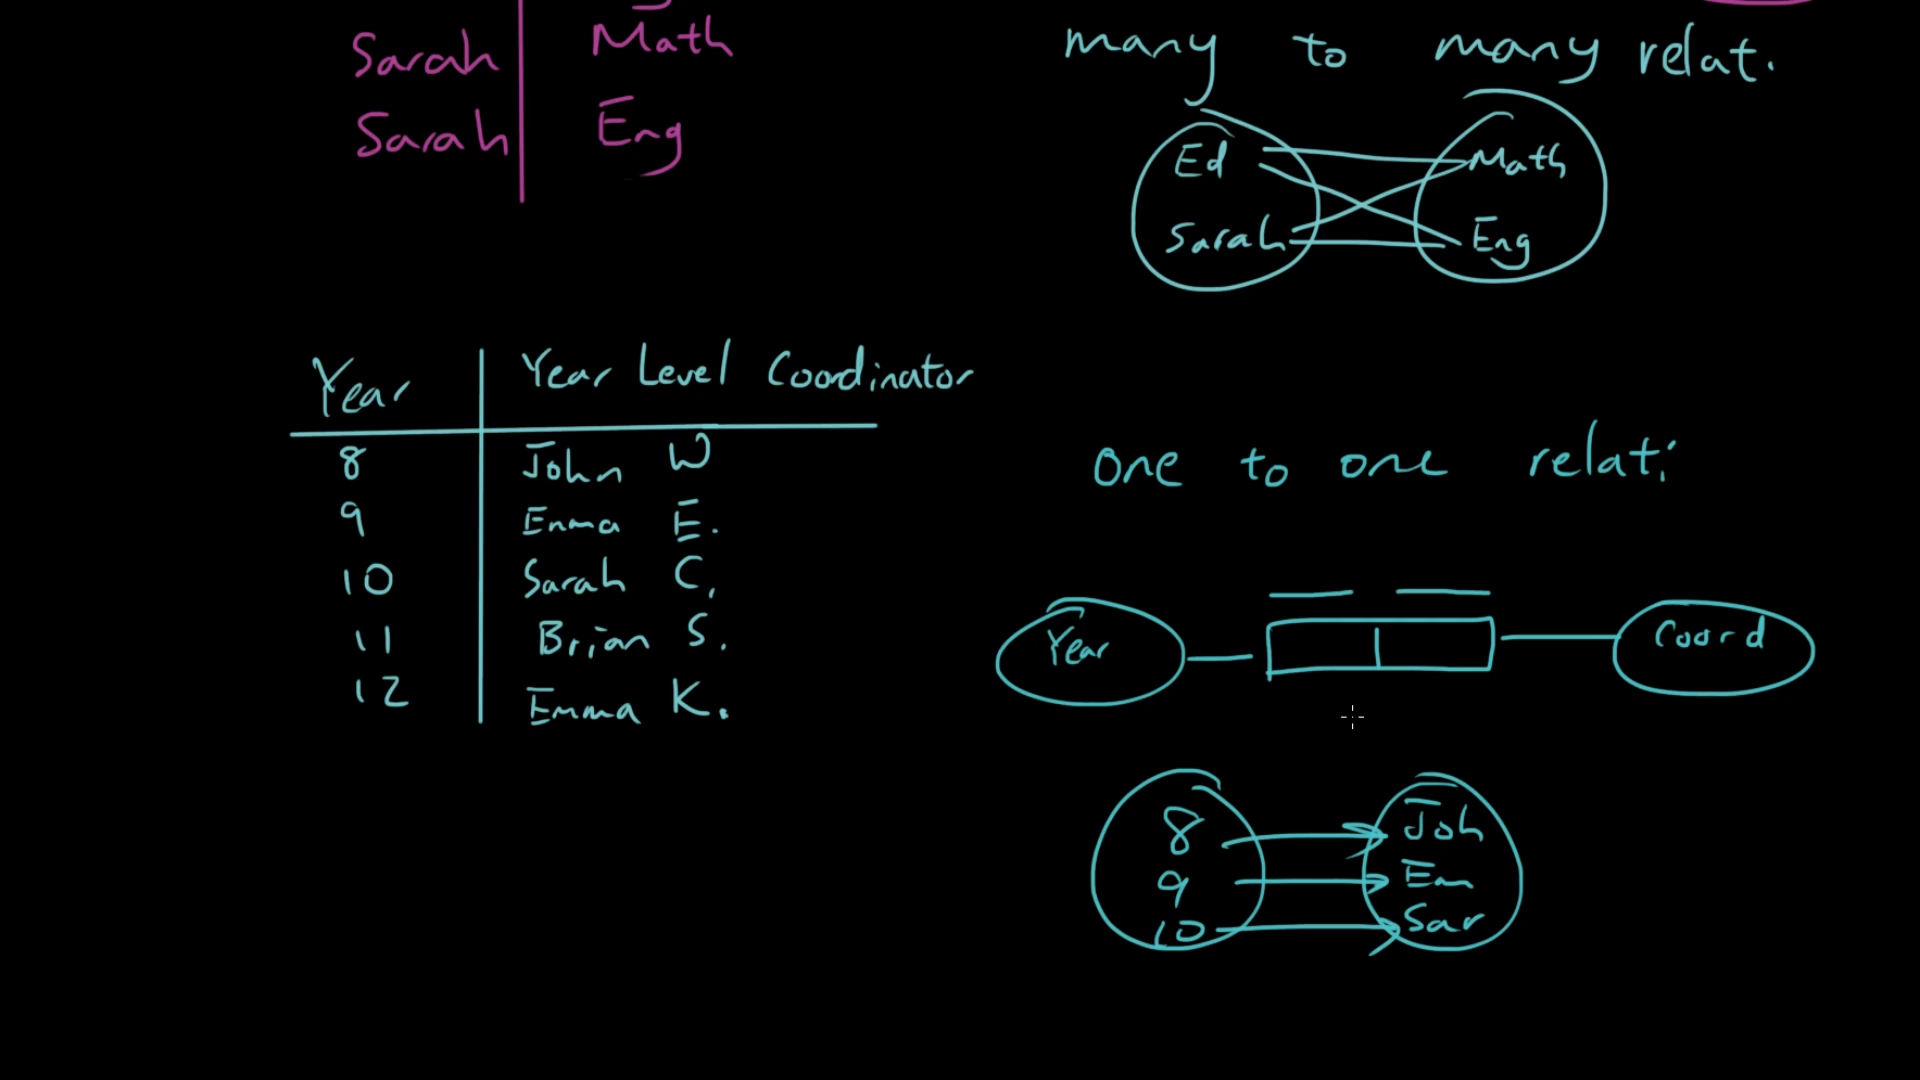 Sarah Math
Sarah Eng
many to many relat.
Ed Math
Sarah Eng
Year Year Level Coordinator
8 John W
9 Emma E.
10 Sarah C.
11 Brian S.
12 Emma K.
one to one relat:
Year Coord
8 Joh
9 Em
10 Sar